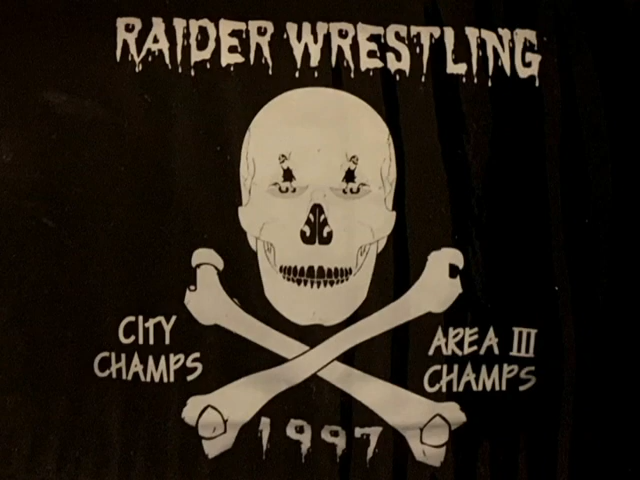 RAIDER WRESTLING
CITY
CHAMPS
AREA III
CHAMPS
1997